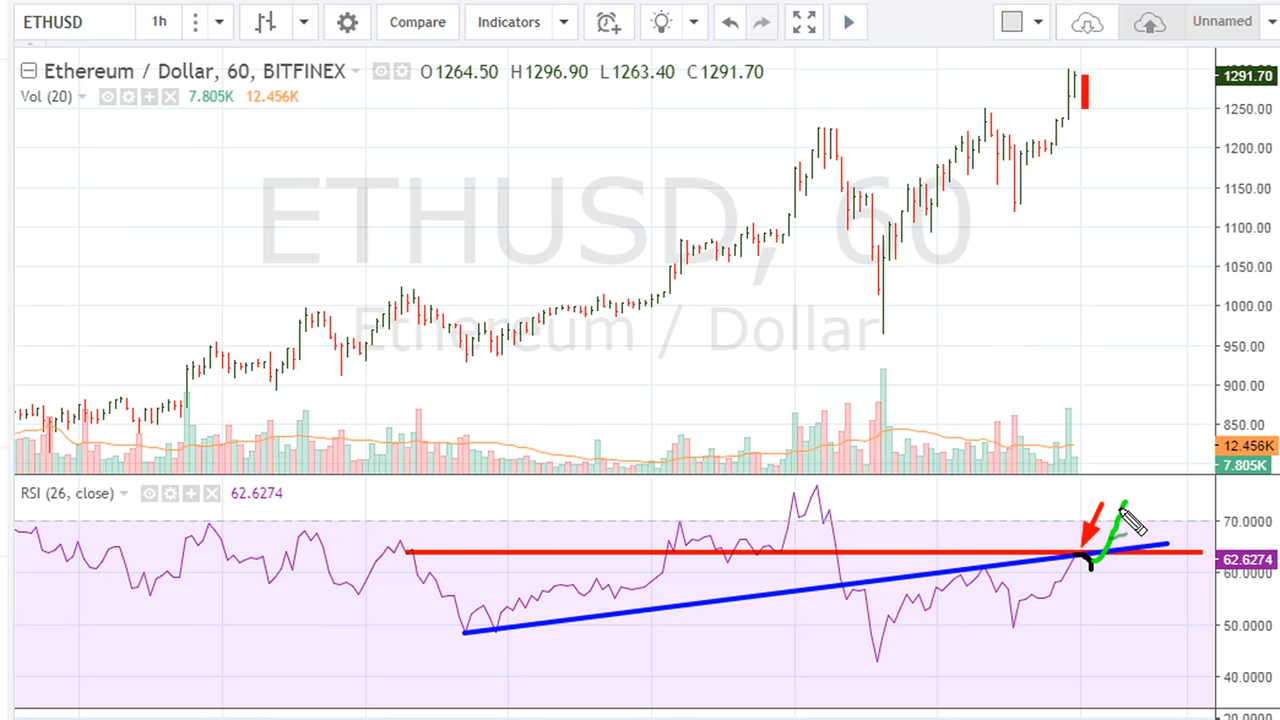 ETHUSD 1h Compare Indicators Unnamed
Ethereum / Dollar, 60, BITFINEX O1264.50 H1296.90 L1263.40 C1291.70
Vol (20) 7.805K 12.456K
1291.70
1250.00
1200.00
1150.00
1100.00
1050.00
1000.00
950.00
900.00
850.00
ETHUSD, 60
Ethereum / Dollar
12.456K
7.805K
RSI (26, close) 62.6274
70.0000
62.6274
60.0000
50.0000
40.0000